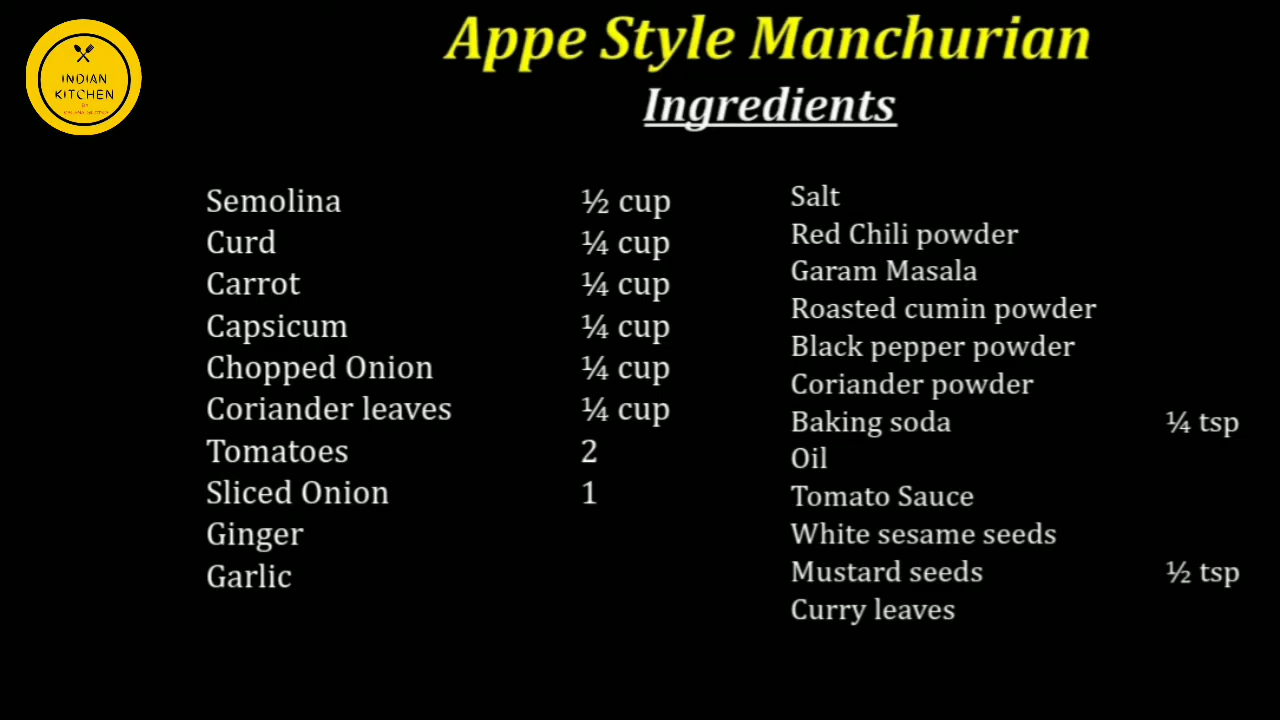 Appe Style Manchurian
Ingredients
INDIAN
KITCHEN
BY
Semolina ½ cup
Curd ¼ cup
Carrot ¼ cup
Capsicum ¼ cup
Chopped Onion ¼ cup
Coriander leaves ¼ cup
Tomatoes 2
Sliced Onion 1
Ginger
Garlic
Salt
Red Chili powder
Garam Masala
Roasted cumin powder
Black pepper powder
Coriander powder
Baking soda ¼ tsp
Oil
Tomato Sauce
White sesame seeds
Mustard seeds ½ tsp
Curry leaves